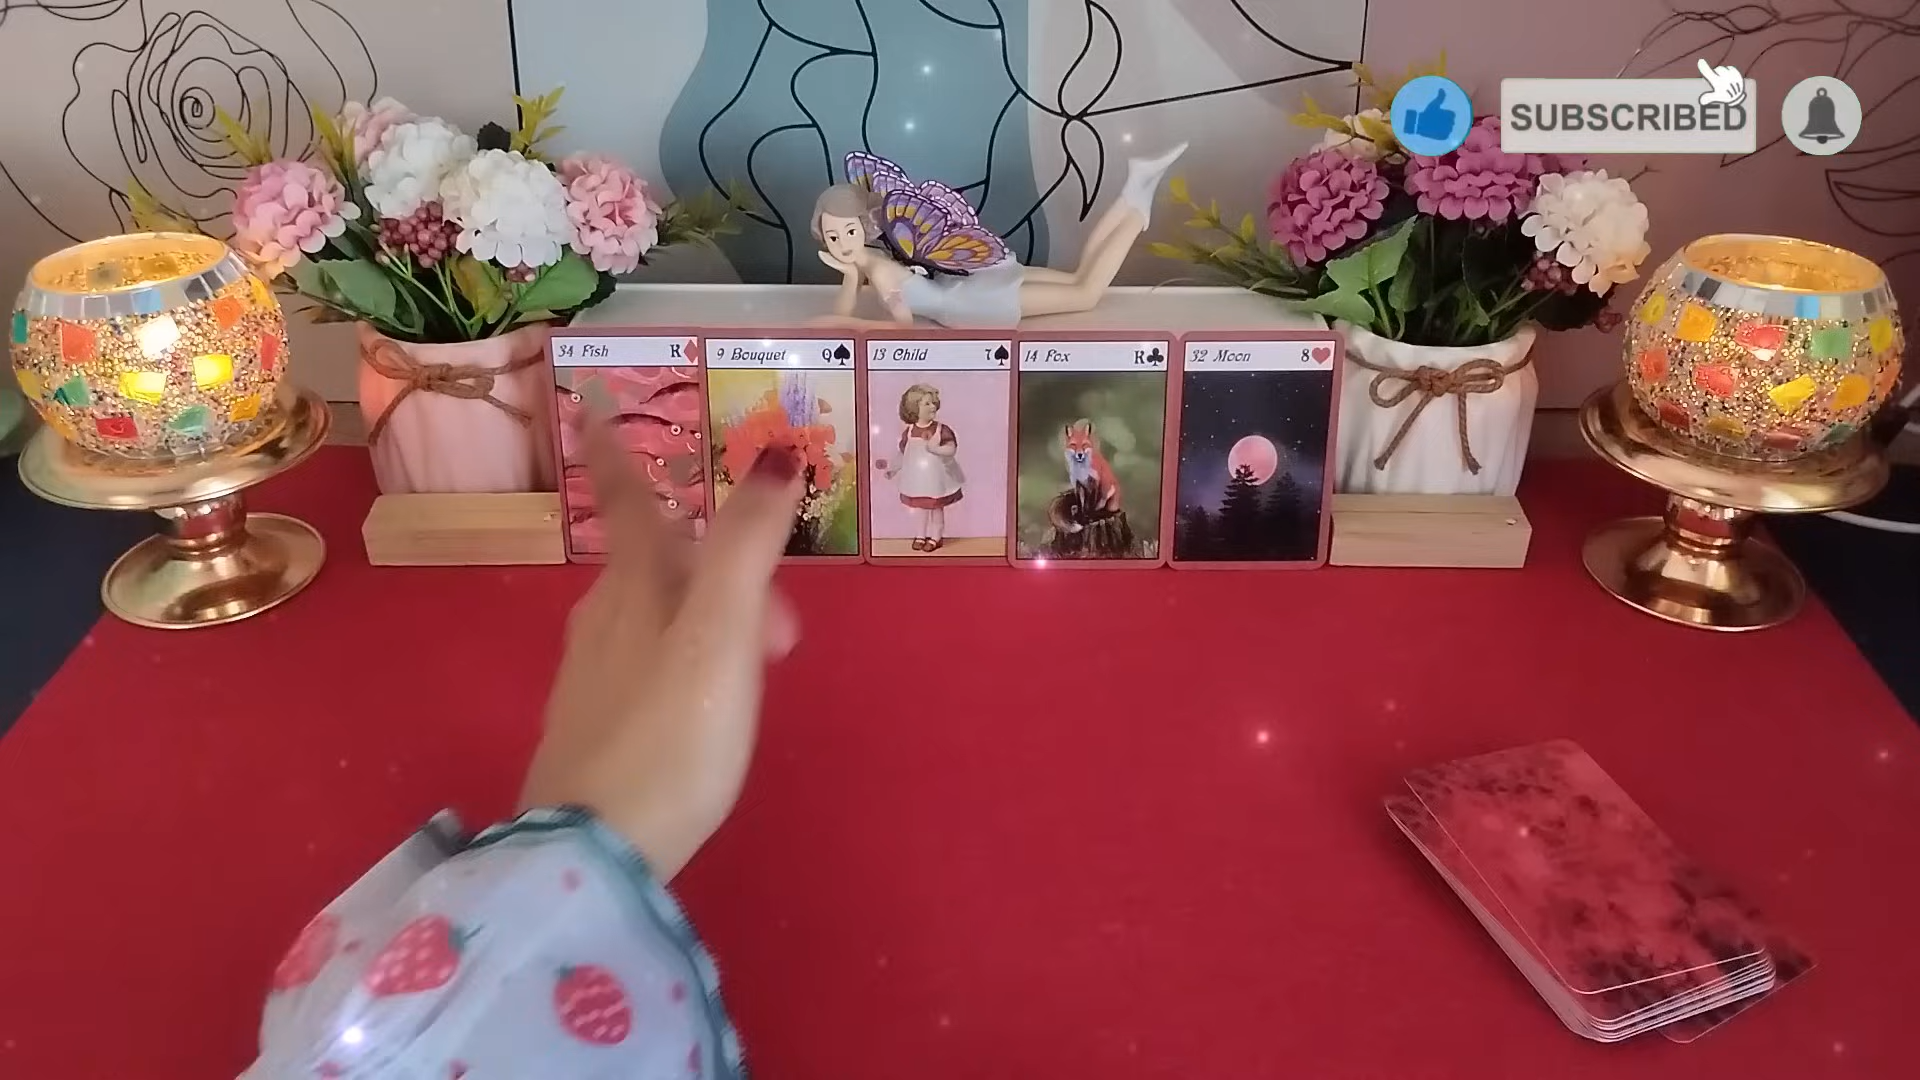 SUBSCRIBED
34 Fish K
9 Bouquet Q
13 Child 7
14 Fox K
32 Moon 8